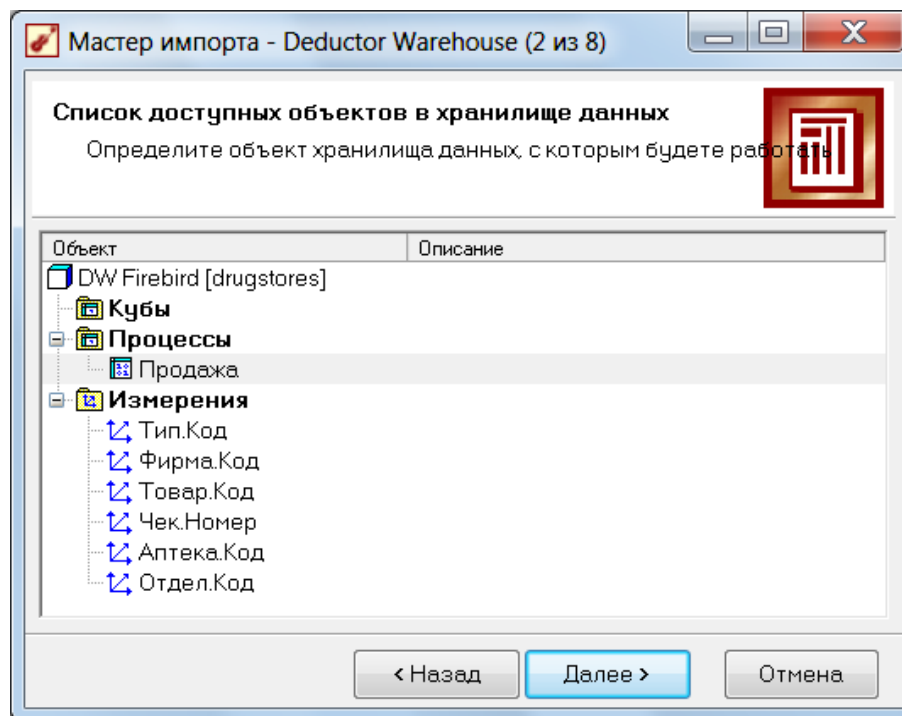 Мастер импорта - Deductor Warehouse (2 из 8)
Список доступных объектов в хранилище данных
Определите объект хранилища данных, с которым будете работать
Объект Описание
DW Firebird [drugstores]
Кубы
Процессы
Продажа
Измерения
Тип.Код
Фирма.Код
Товар.Код
Чек.Номер
Аптека.Код
Отдел.Код
< Назад Далее > Отмена